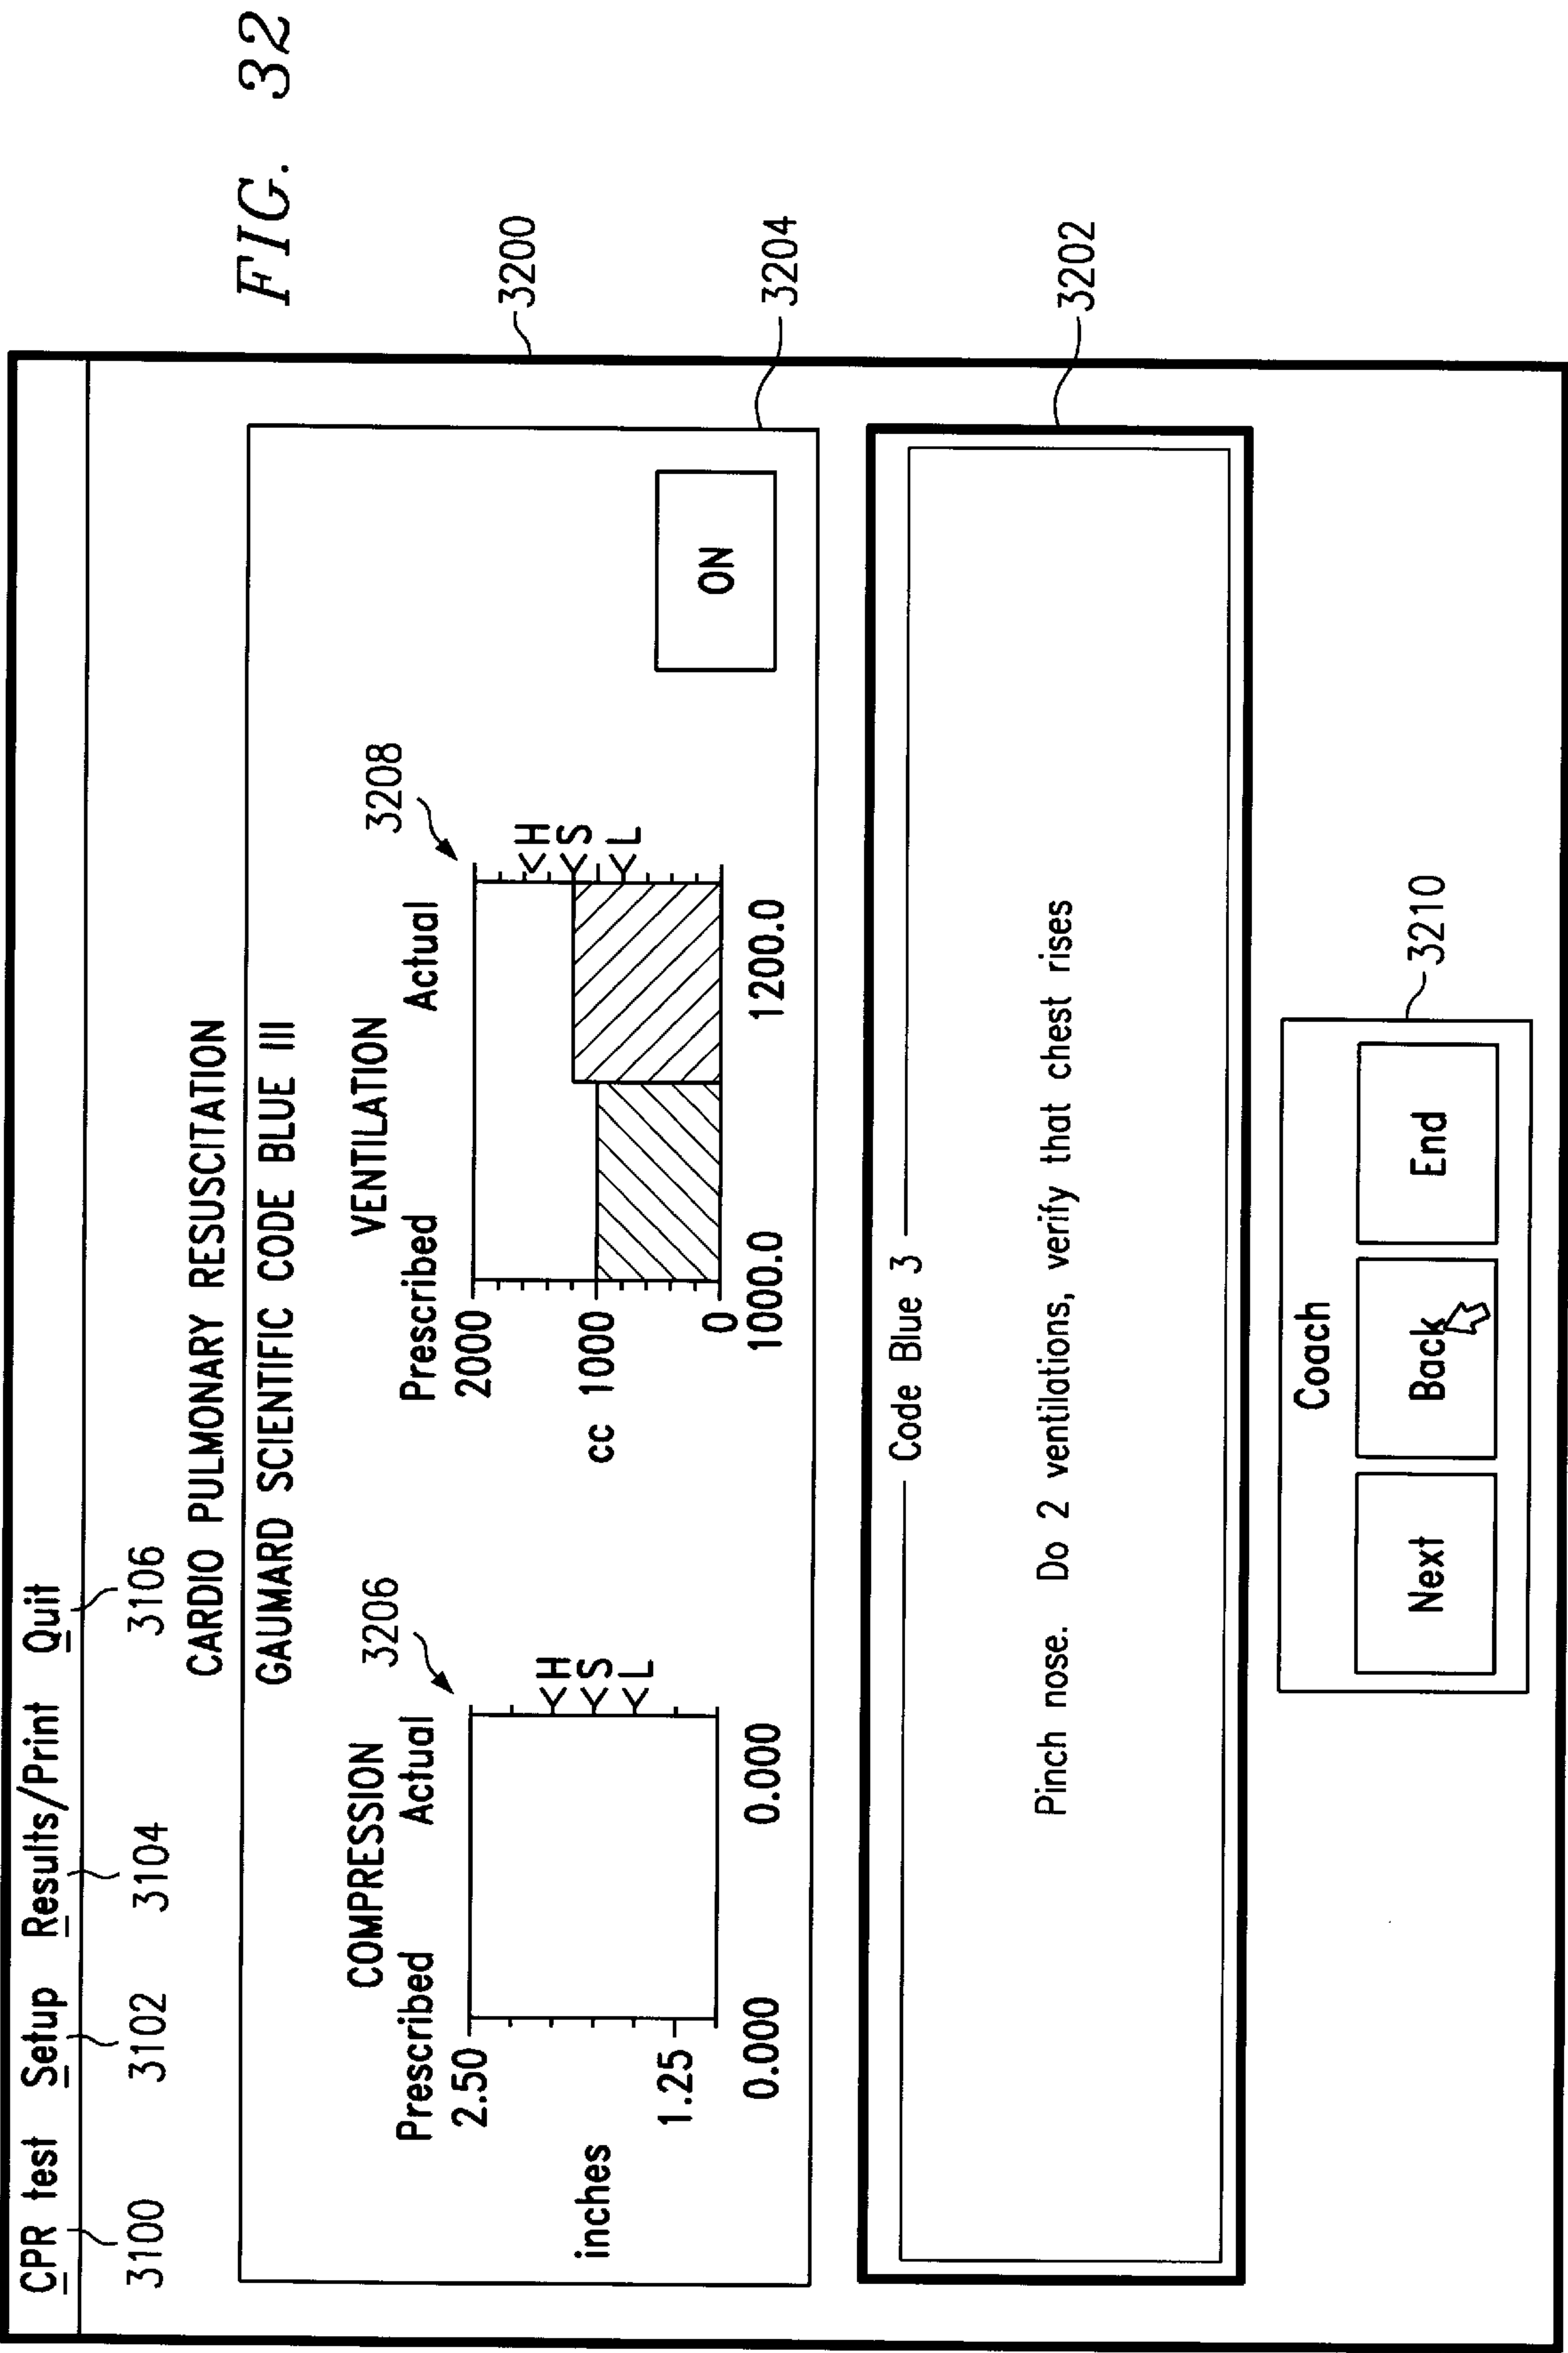 FIG. 32
CPR test Setup Results/Print Quit
3100 3102 3104 3106
CARDIO PULMONARY RESUSCITATION
GAUMARD SCIENTIFIC CODE BLUE III
3200
COMPRESSION
Prescribed Actual
3206
2.50
inches
1.25
<H
<S
<L
0.000 0.000
VENTILATION
Prescribed Actual
3208
2000
cc 1000
0
<H
<S
<L
1000.0 1200.0
ON
3204
Code Blue 3
Pinch nose. Do 2 ventilations, verify that chest rises
3202
Coach
Next Back End
3210